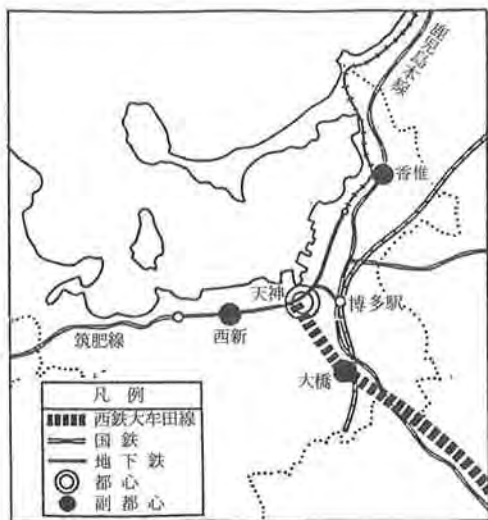 鹿児島本線
香椎
天神
博多駅
西新
筑肥線
大橋
凡例
西鉄大牟田線
国鉄
地下鉄
都心
副都心